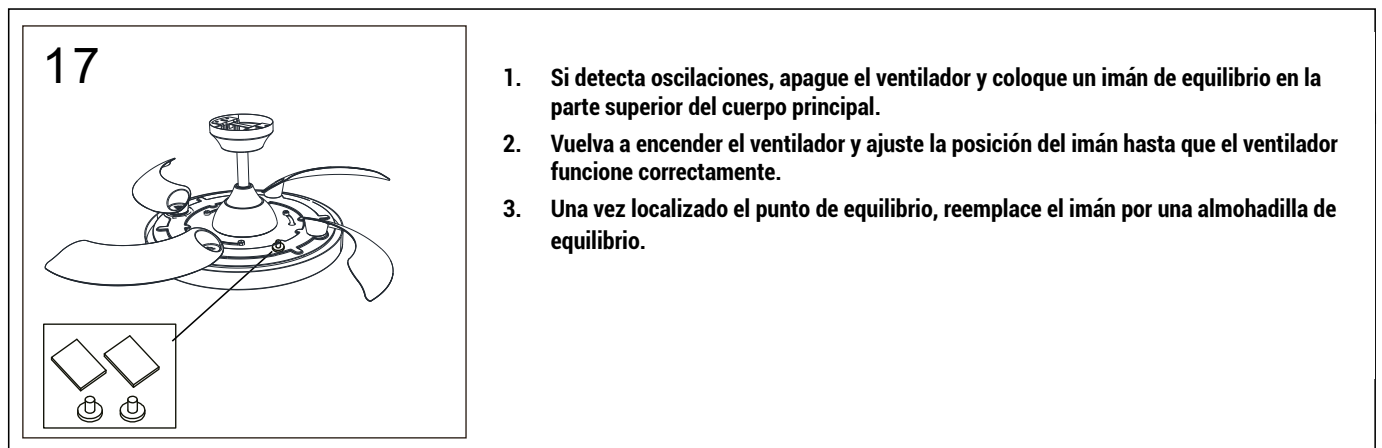 17
1. Si detecta oscilaciones, apague el ventilador y coloque un imán de equilibrio en la
parte superior del cuerpo principal.
2. Vuelva a encender el ventilador y ajuste la posición del imán hasta que el ventilador
funcione correctamente.
3. Una vez localizado el punto de equilibrio, reemplace el imán por una almohadilla de
equilibrio.